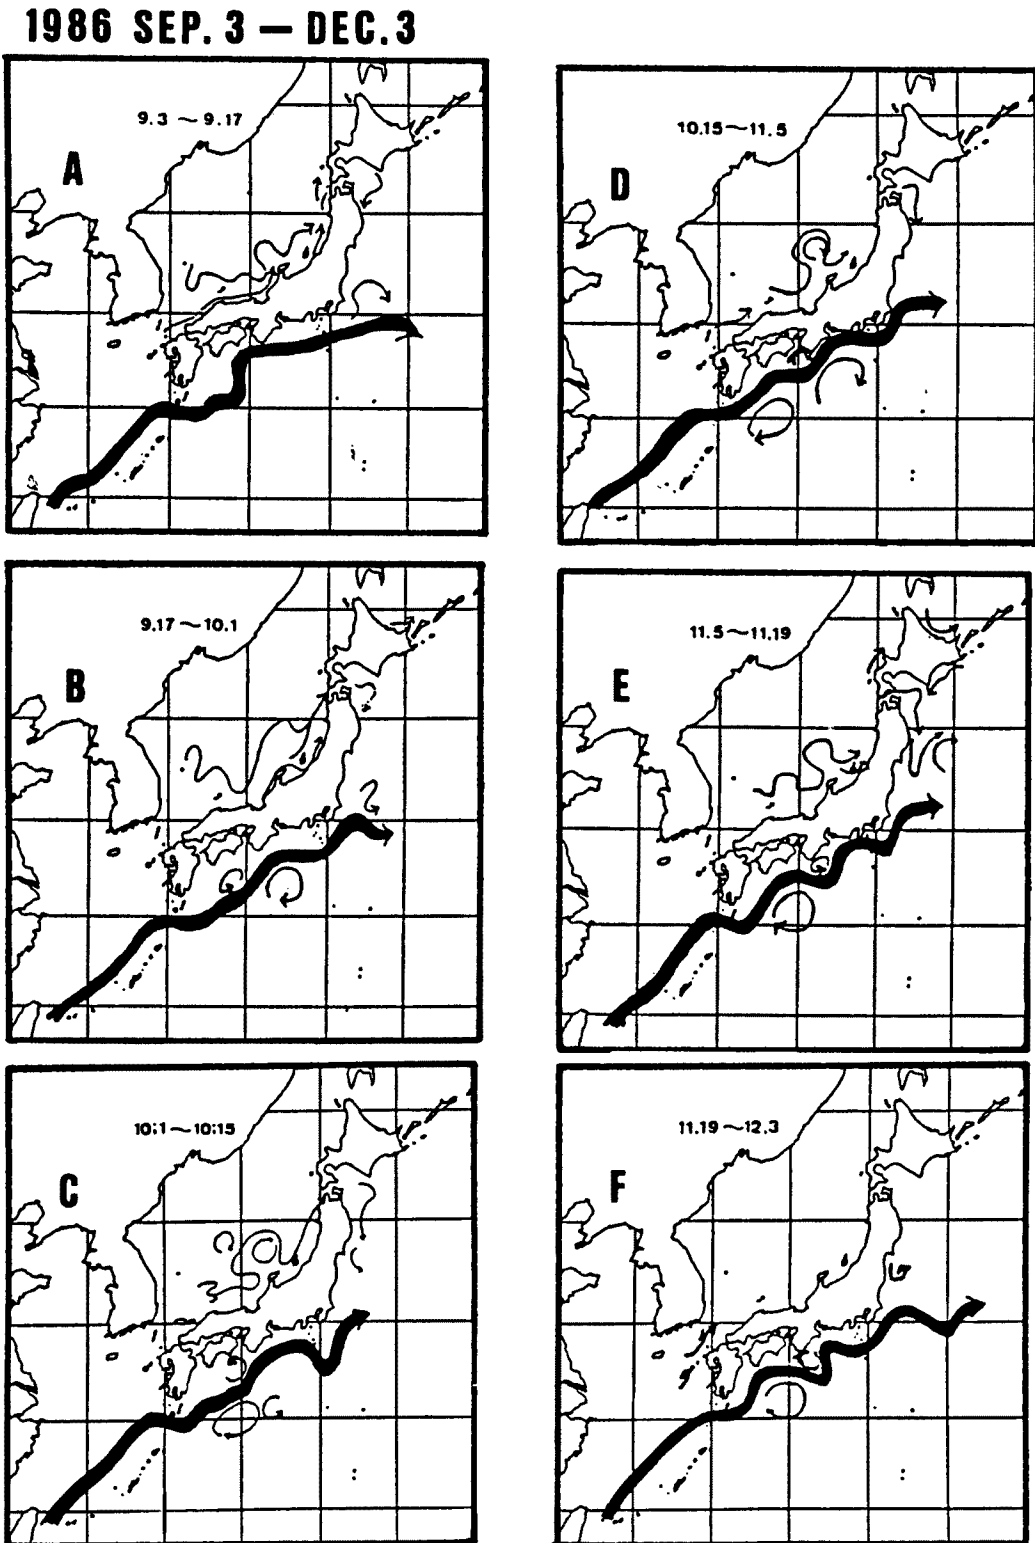 1986 SEP. 3 — DEC. 3
9.3 ~ 9.17
A
10.15~11.5
D
9.17~10.1
B
11.5~11.19
E
10:1~10:15
C
11.19~12.3
F